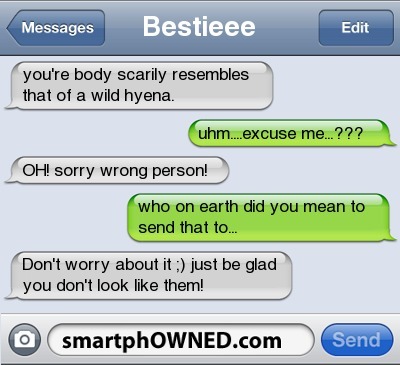 Messages
Bestieee
Edit
you're body scarily resembles
that of a wild hyena.
uhm....excuse me...???
OH! sorry wrong person!
who on earth did you mean to
send that to...
Don't worry about it ;) just be glad
you don't look like them!
smartphOWNED.com
Send